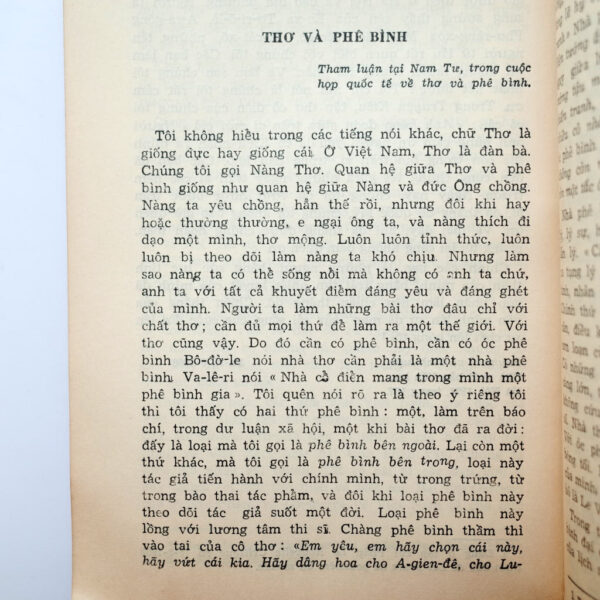 THƠ VÀ PHÊ BÌNH
Tham luận tại Nam Tư, trong cuộc
họp quốc tế về thơ và phê bình.
Tôi không hiểu trong các tiếng nói khác, chữ Thơ là
giống đực hay giống cái. Ở Việt Nam, Thơ là đàn bà.
Chúng tôi gọi Nàng Thơ. Quan hệ giữa Thơ và phê
bình giống như quan hệ giữa Nàng và đức Ông chồng.
Nàng ta yêu chồng, hẳn thế rồi, nhưng đôi khi hay
hoặc thường thường, e ngại ông ta, và nàng thích đi
dạo một mình, thơ mộng. Luôn luôn tỉnh thức, luôn
luôn bị theo dõi làm nàng ta khó chịu. Nhưng làm
sao nàng ta có thể sống nổi mà không có anh ta chứ,
anh ta với tất cả khuyết điểm đáng yêu và đáng ghét
của mình. Người ta làm những bài thơ đâu chỉ với
chất thơ; cần đủ mọi thứ để làm ra một thế giới. Với
thơ cũng vậy. Do đó cần có phê bình, cần có óc phê
bình Bô-đờ-le nói nhà thơ cần phải là một nhà phê
bình. Va-lê-ri nói « Nhà cổ điển mang trong mình một
phê bình gia ». Tôi quên nói rõ ra là theo ý riêng tôi
thì tôi thấy có hai thứ phê bình: một, làm trên báo
chí, trong dư luận xã hội, một khi bài thơ đã ra đời:
đấy là loại mà tôi gọi là phê bình bên ngoài. Lại còn một
thứ khác, mà tôi gọi là phê bình bên trong, loại này
tác giả tiến hành với chính mình, từ trong trứng, từ
trong bào thai tác phẩm, và đôi khi loại phê bình này
theo dõi tác giả suốt một đời. Loại phê bình này
lồng với lương tâm thi sĩ. Chàng phê bình thầm thì
vào tai của cô thơ: «Em yêu, em hãy chọn cái này,
hãy vứt cái kia. Hãy dâng hoa cho A-gien-đê, cho Lu-